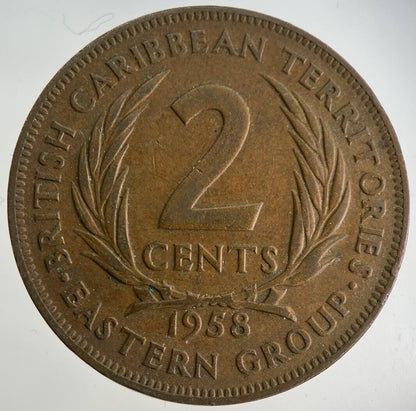 BRITISH CARIBBEAN TERRITORIES
2
CENTS
1958
· EASTERN GROUP ·